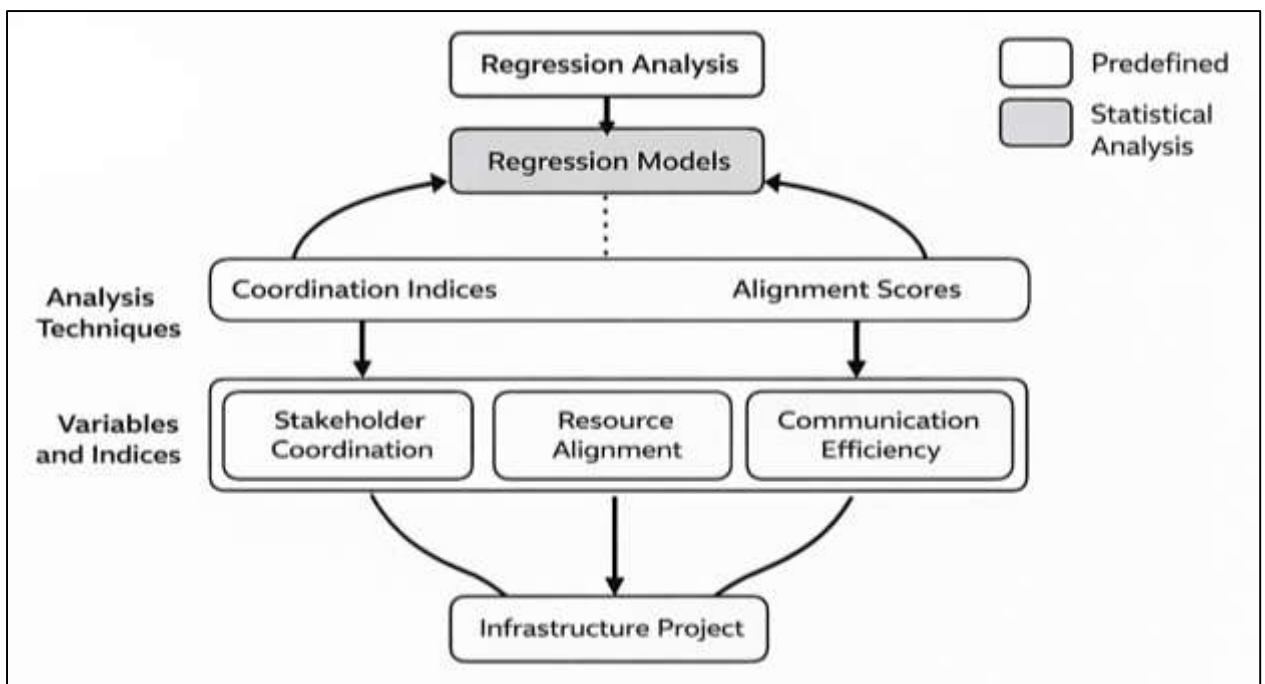 Regression Analysis
Predefined
Statistical
Analysis
Regression Models
Analysis
Techniques
Coordination Indices
Alignment Scores
Variables
and Indices
Stakeholder
Coordination
Resource
Alignment
Communication
Efficiency
Infrastructure Project